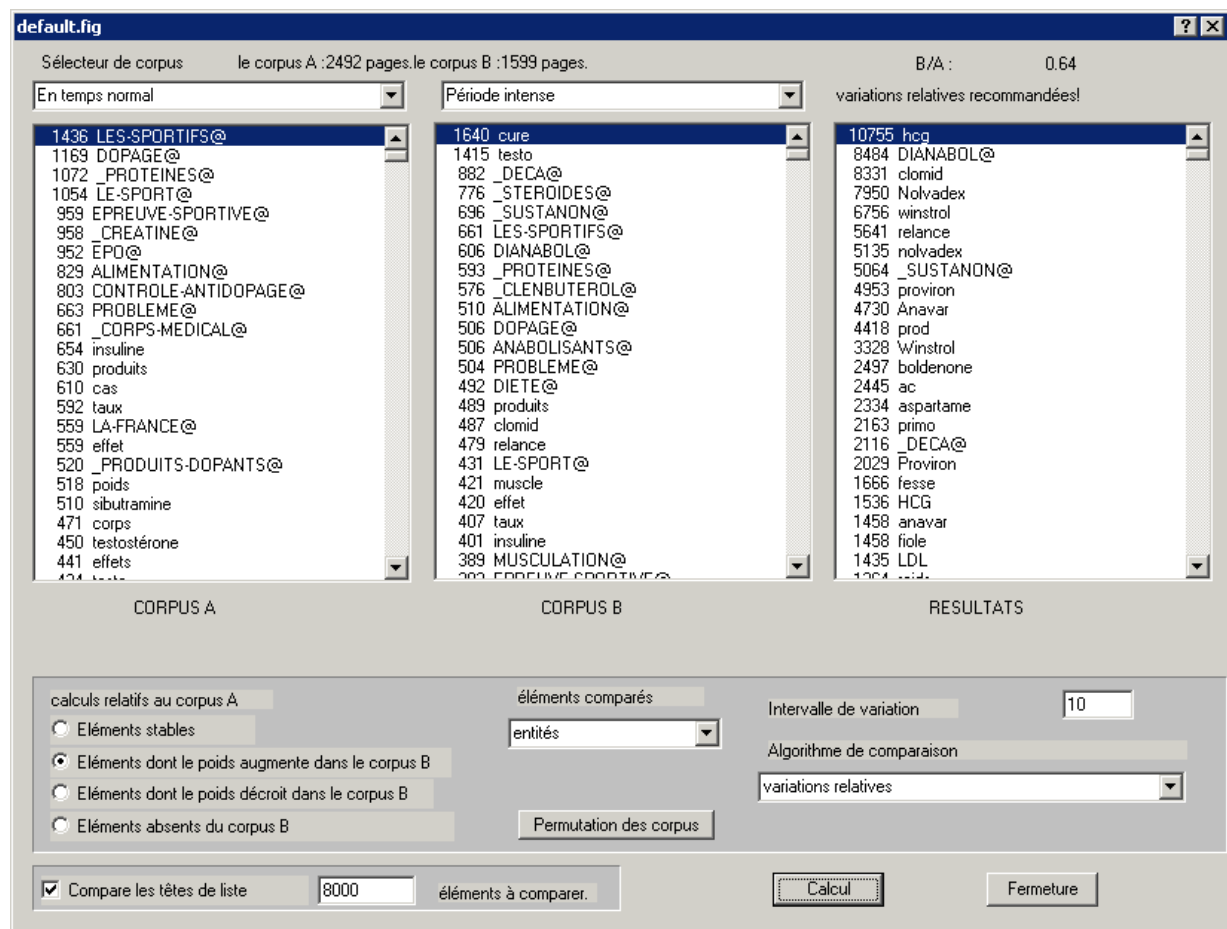 default.fig
Sélecteur de corpus le corpus A :2492 pages.le corpus B :1599 pages. B/A : 0.64
En temps normal
Période intense
variations relatives recommandées!
1436 LES-SPORTIFS@
1169 DOPAGE@
1072 _PROTEINES@
1054 LE-SPORT@
959 EPREUVE-SPORTIVE@
958 _CREATINE@
952 EPO@
829 ALIMENTATION@
803 CONTROLE-ANTIDOPAGE@
663 PROBLEME@
661 _CORPS-MEDICAL@
654 insuline
630 produits
610 cas
592 taux
559 LA-FRANCE@
559 effet
520 _PRODUITS-DOPANTS@
518 poids
510 sibutramine
471 corps
450 testostérone
441 effets
CORPUS A
1640 cure
1415 testo
882 _DECA@
776 _STEROIDES@
696 _SUSTANON@
661 LES-SPORTIFS@
606 DIANABOL@
593 _PROTEINES@
576 _CLENBUTEROL@
510 ALIMENTATION@
506 DOPAGE@
506 ANABOLISANTS@
504 PROBLEME@
492 DIETE@
489 produits
487 clomid
479 relance
431 LE-SPORT@
421 muscle
420 effet
407 taux
401 insuline
389 MUSCULATION@
CORPUS B
10755 hcg
8484 DIANABOL@
8331 clomid
7950 Nolvadex
6756 winstrol
5641 relance
5135 nolvadex
5064 _SUSTANON@
4953 proviron
4730 Anavar
4418 prod
3328 Winstrol
2497 boldenone
2445 ac
2334 aspartame
2163 primo
2116 _DECA@
2029 Proviron
1666 fesse
1536 HCG
1458 anavar
1458 fiole
1435 LDL
RESULTATS
calculs relatifs au corpus A
Eléments stables
Eléments dont le poids augmente dans le corpus B
Eléments dont le poids décroit dans le corpus B
Eléments absents du corpus B
éléments comparés
entités
Permutation des corpus
Intervalle de variation 10
Algorithme de comparaison
variations relatives
Compare les têtes de liste 8000 éléments à comparer.
Calcul
Fermeture